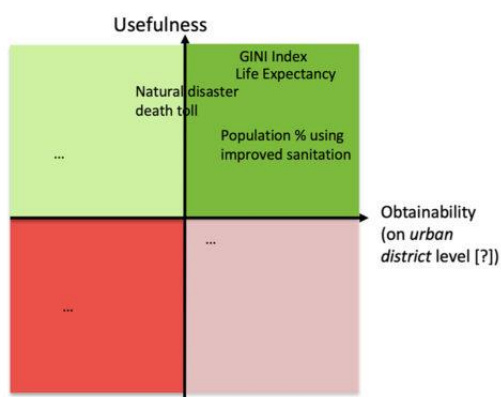 Usefulness
GINI Index
Life Expectancy
Natural disaster
death toll
Population % using
improved sanitation
...
Obtainability
(on urban
district level [?])
...
...